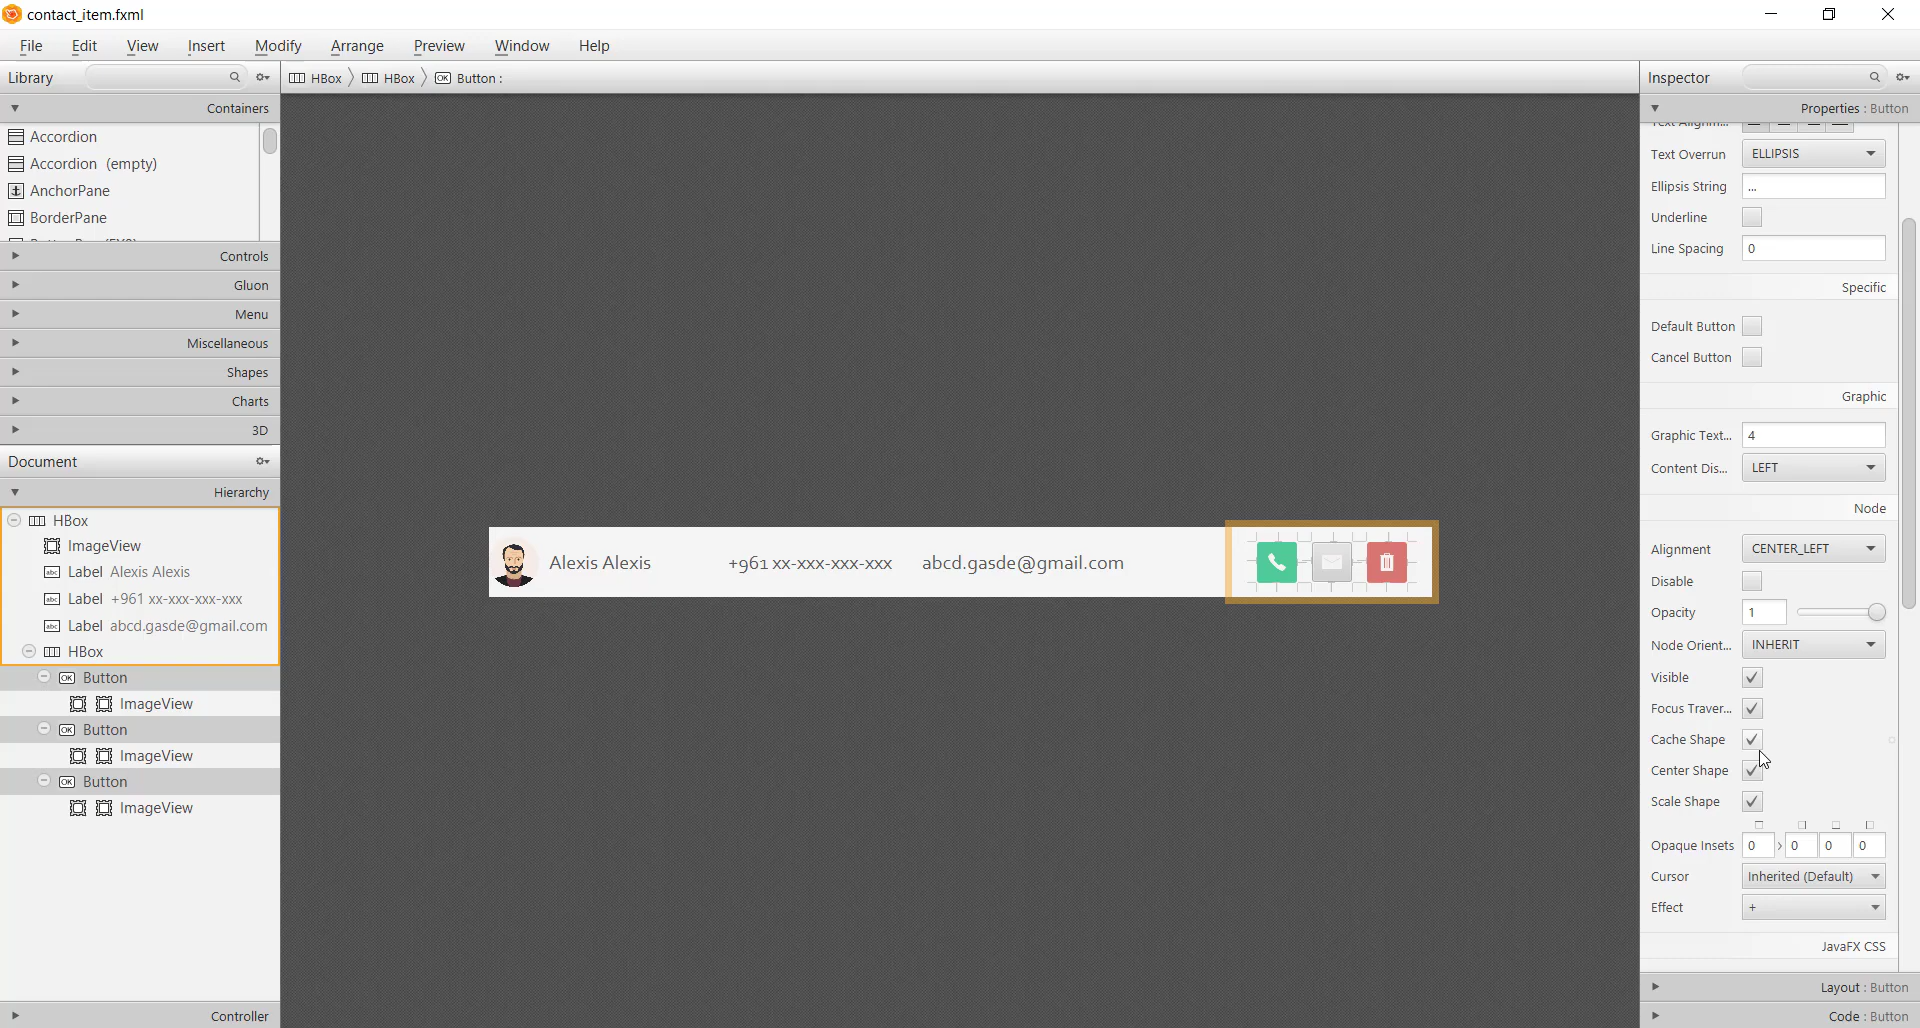 contact_item.fxml
File Edit View Insert Modify Arrange Preview Window Help
Library
HBox HBox Button :
Inspector
Containers
Accordion
Accordion (empty)
AnchorPane
BorderPane
Controls
Gluon
Menu
Miscellaneous
Shapes
Charts
3D
Document
Hierarchy
HBox
ImageView
Label Alexis Alexis
Label +961 xx-xxx-xxx-xxx
Label abcd.gasde@gmail.com
HBox
OK Button
ImageView
OK Button
ImageView
OK Button
ImageView
Controller
Alexis Alexis +961 xx-xxx-xxx-xxx abcd.gasde@gmail.com
Properties : Button
Text Overrun ELLIPSIS
Ellipsis String ...
Underline
Line Spacing 0
Specific
Default Button
Cancel Button
Graphic
Graphic Text... 4
Content Dis... LEFT
Node
Alignment CENTER_LEFT
Disable
Opacity 1
Node Orient... INHERIT
Visible
Focus Traver...
Cache Shape
Center Shape
Scale Shape
Opaque Insets 0 0 0 0
Cursor Inherited (Default)
Effect +
JavaFX CSS
Layout : Button
Code : Button